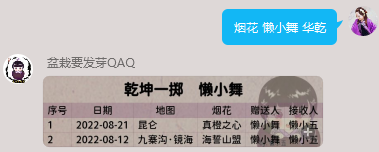 烟花 懒小舞 华乾
盆栽要发芽QAQ
乾坤一掷 懒小舞
序号 日期 地图 烟花 赠送人 接收人
1 2022-08-21 昆仑 真橙之心 懒小舞 懒小五
2 2022-08-12 九寨沟·镜海 海誓山盟 懒小舞 懒小五